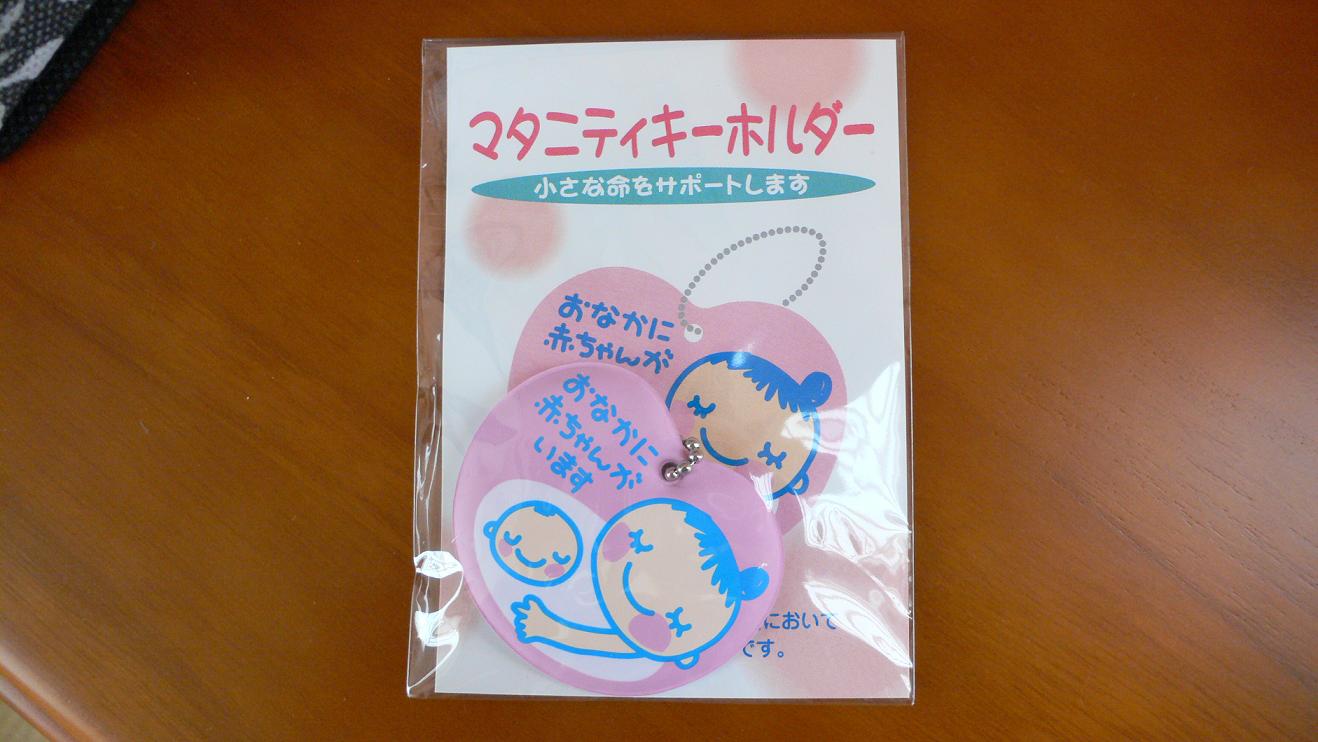 マタニティキーホルダー
小さな命をサポートします
おなかに
赤ちゃんが
おなかに
赤ちゃんが
います
において
です。